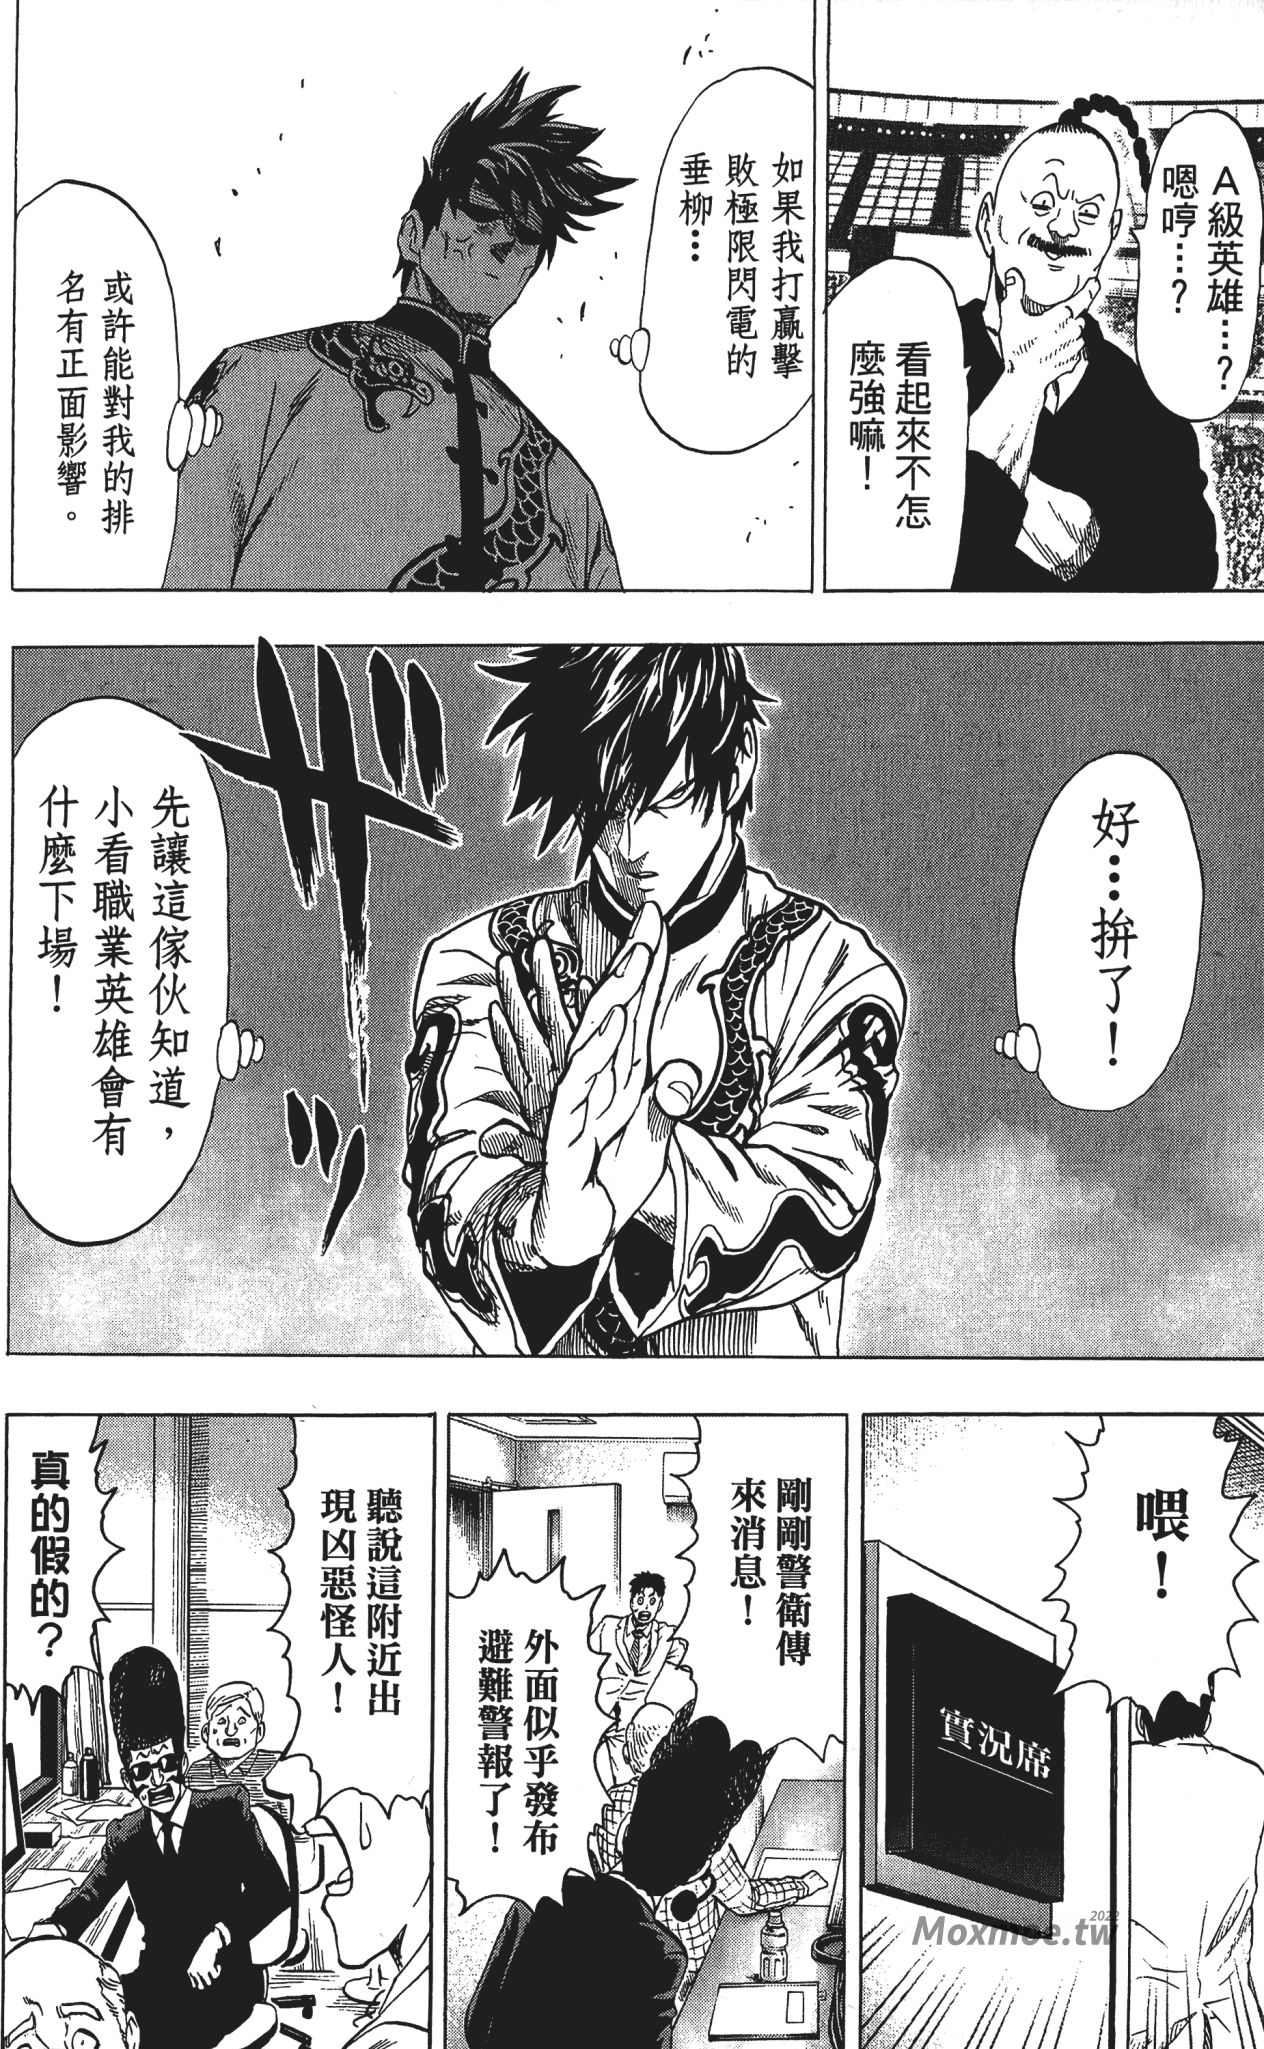 A級英雄…？
嗯哼…？
看起來不怎
麼強嘛！
如果我打贏擊
敗極限閃電的
垂柳…
或許能對我的排
名有正面影響。
好…拚了！
先讓這傢伙知道，
小看職業英雄會有
什麼下場！
喂！
實況席
剛剛警衛傳
來消息！
外面似乎發布
避難警報了！
聽說這附近出
現凶惡怪人！
真的假的？
2022
Moxmoe.tw